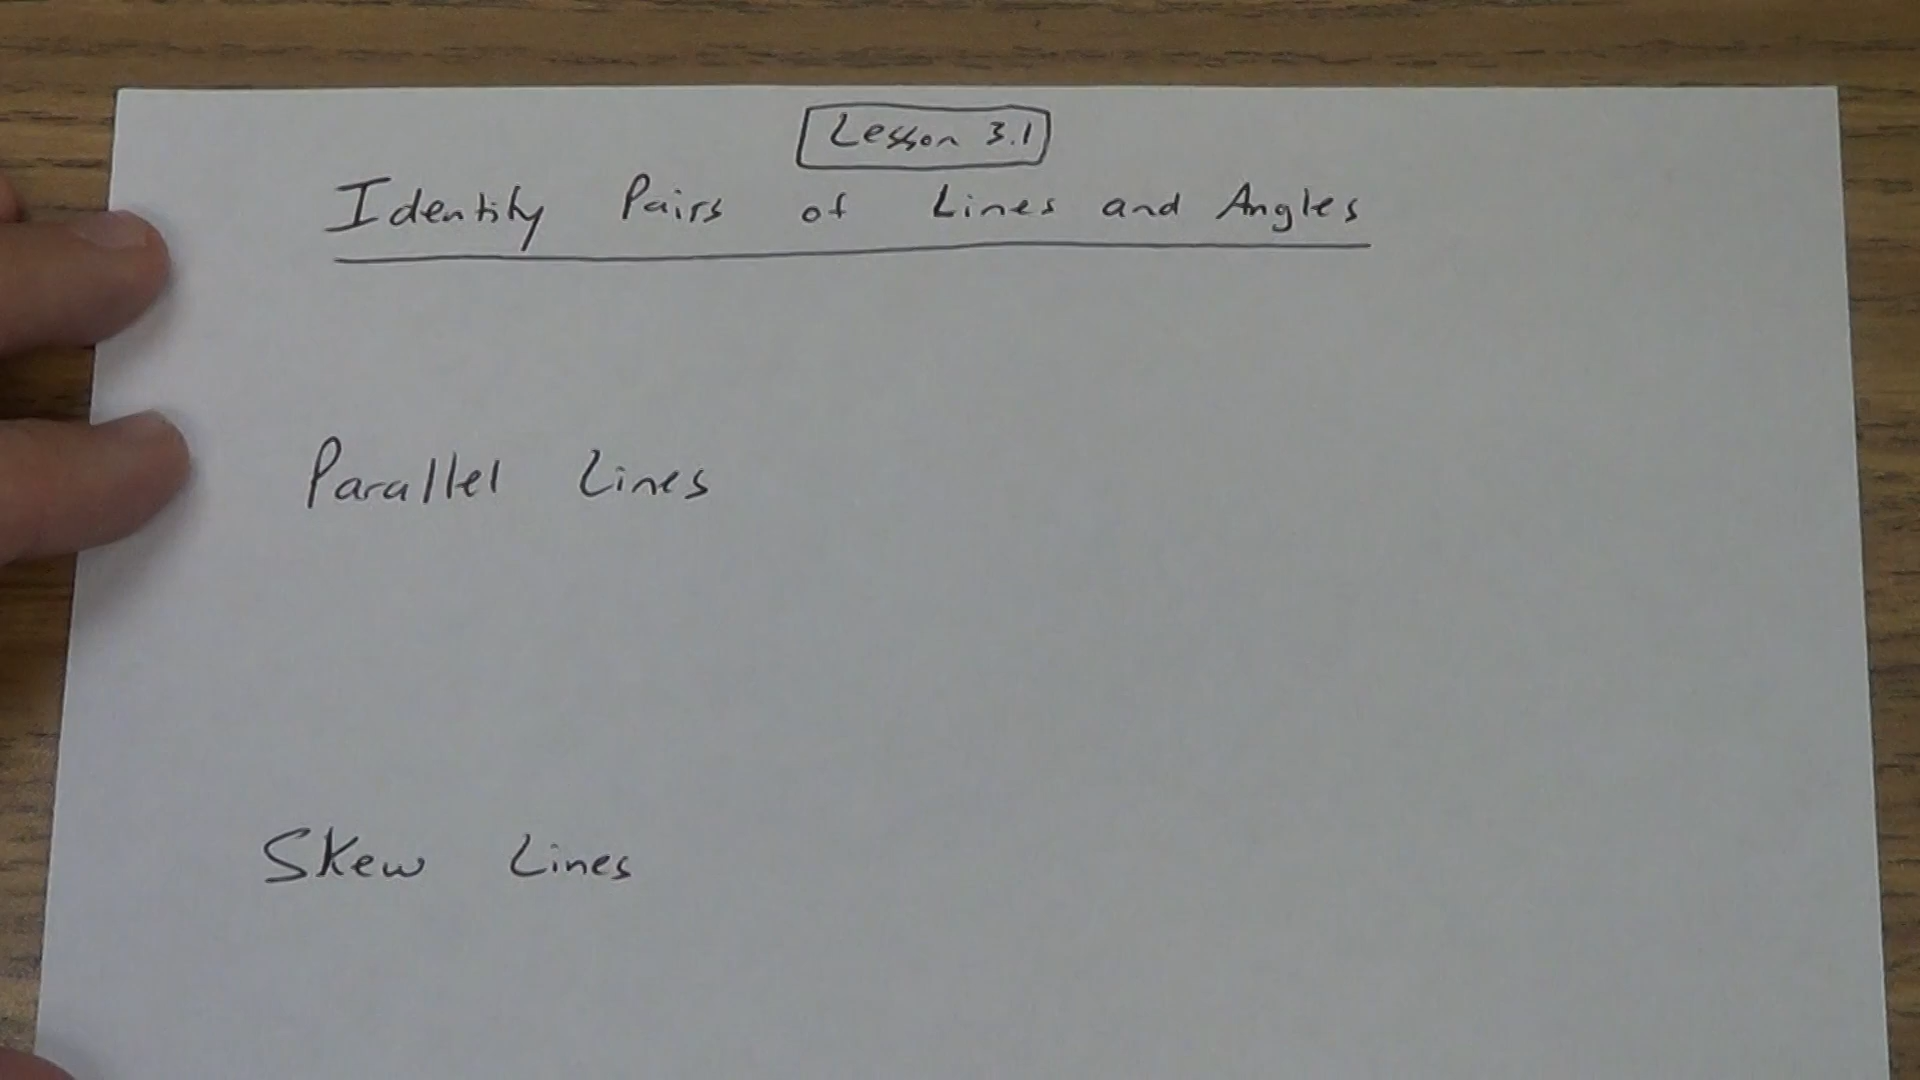 Lesson 3.1
Identify Pairs of Lines and Angles
Parallel Lines
Skew Lines